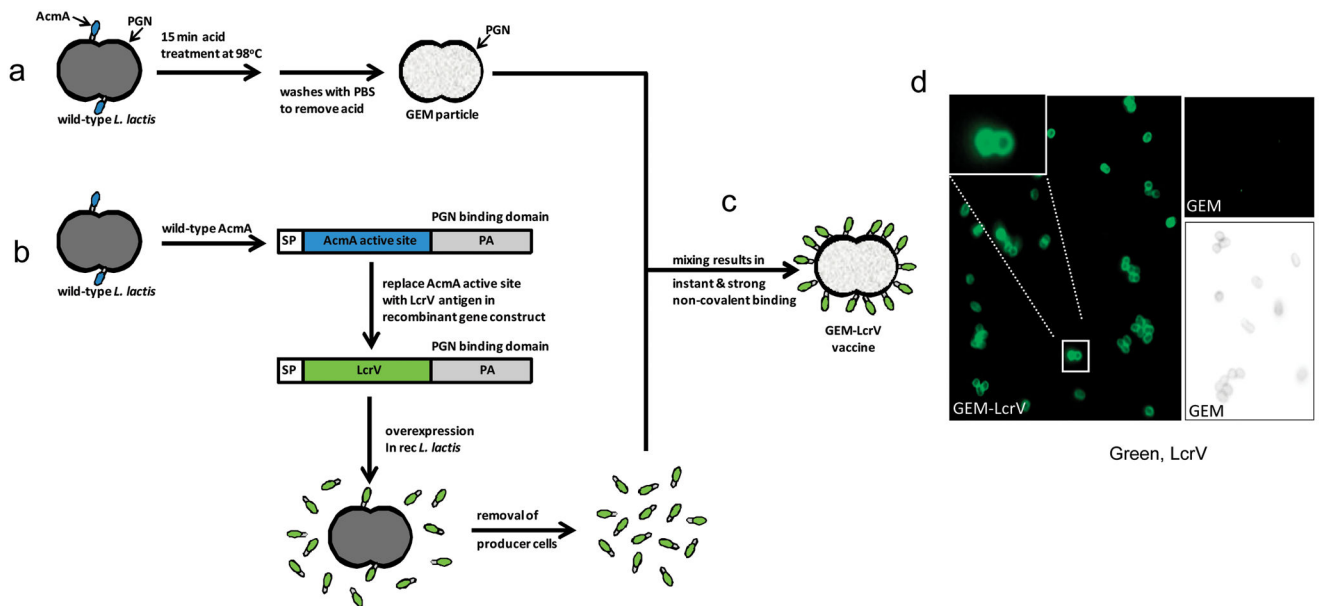 a
AcmA
PGN
wild-type L. lactis
15 min acid
treatment at 98°C
washes with PBS
to remove acid
PGN
GEM particle
b
wild-type L. lactis
wild-type AcmA
PGN binding domain
SP AcmA active site PA
replace AcmA active site
with LcrV antigen in
recombinant gene construct
PGN binding domain
SP LcrV PA
overexpression
In rec L. lactis
removal of
producer cells
c
mixing results in
instant & strong
non-covalent binding
GEM-LcrV
vaccine
d
GEM-LcrV
GEM
GEM
Green, LcrV